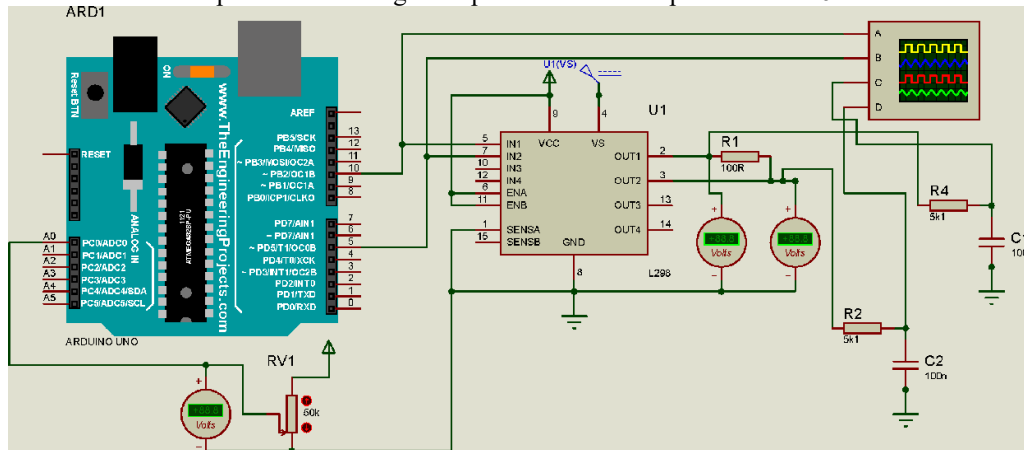 ARD1
Reset BTN
ON
www.TheEngineeringProjects.com
AREF
PB5/SCK 13
PB4/MISO 12
~ PB3/MOSI/OC2A 11
~ PB2/OC1B 10
~ PB1/OC1A 9
PB0/ICP1/CLKO 8
RESET
ANALOG IN
1121
ATMEGA328P-PU
PD7/AIN1 7
~ PD7/AIN1 6
~ PD5/T1/OC0B 5
PD4/T0/XCK 4
~ PD3/INT1/OC2B 3
PD2/INT0 2
PD1/TXD 1
PD0/RXD 0
A0 PC0/ADC0
A1 PC1/ADC1
A2 PC2/ADC2
A3 PC3/ADC3
A4 PC4/ADC4/SDA
A5 PC5/ADC5/SCL
ARDUINO UNO
RV1
50k
Volts
U1(VS)
U1
9 VCC
4 VS
5 IN1
7 IN2
10 IN3
12 IN4
6 ENA
11 ENB
1 SENSA
15 SENSB
GND
8
OUT1 2
OUT2 3
OUT3 13
OUT4 14
L298
R1
100R
Volts
Volts
A
B
C
D
R4
5k1
C1
10
R2
5k1
C2
100n